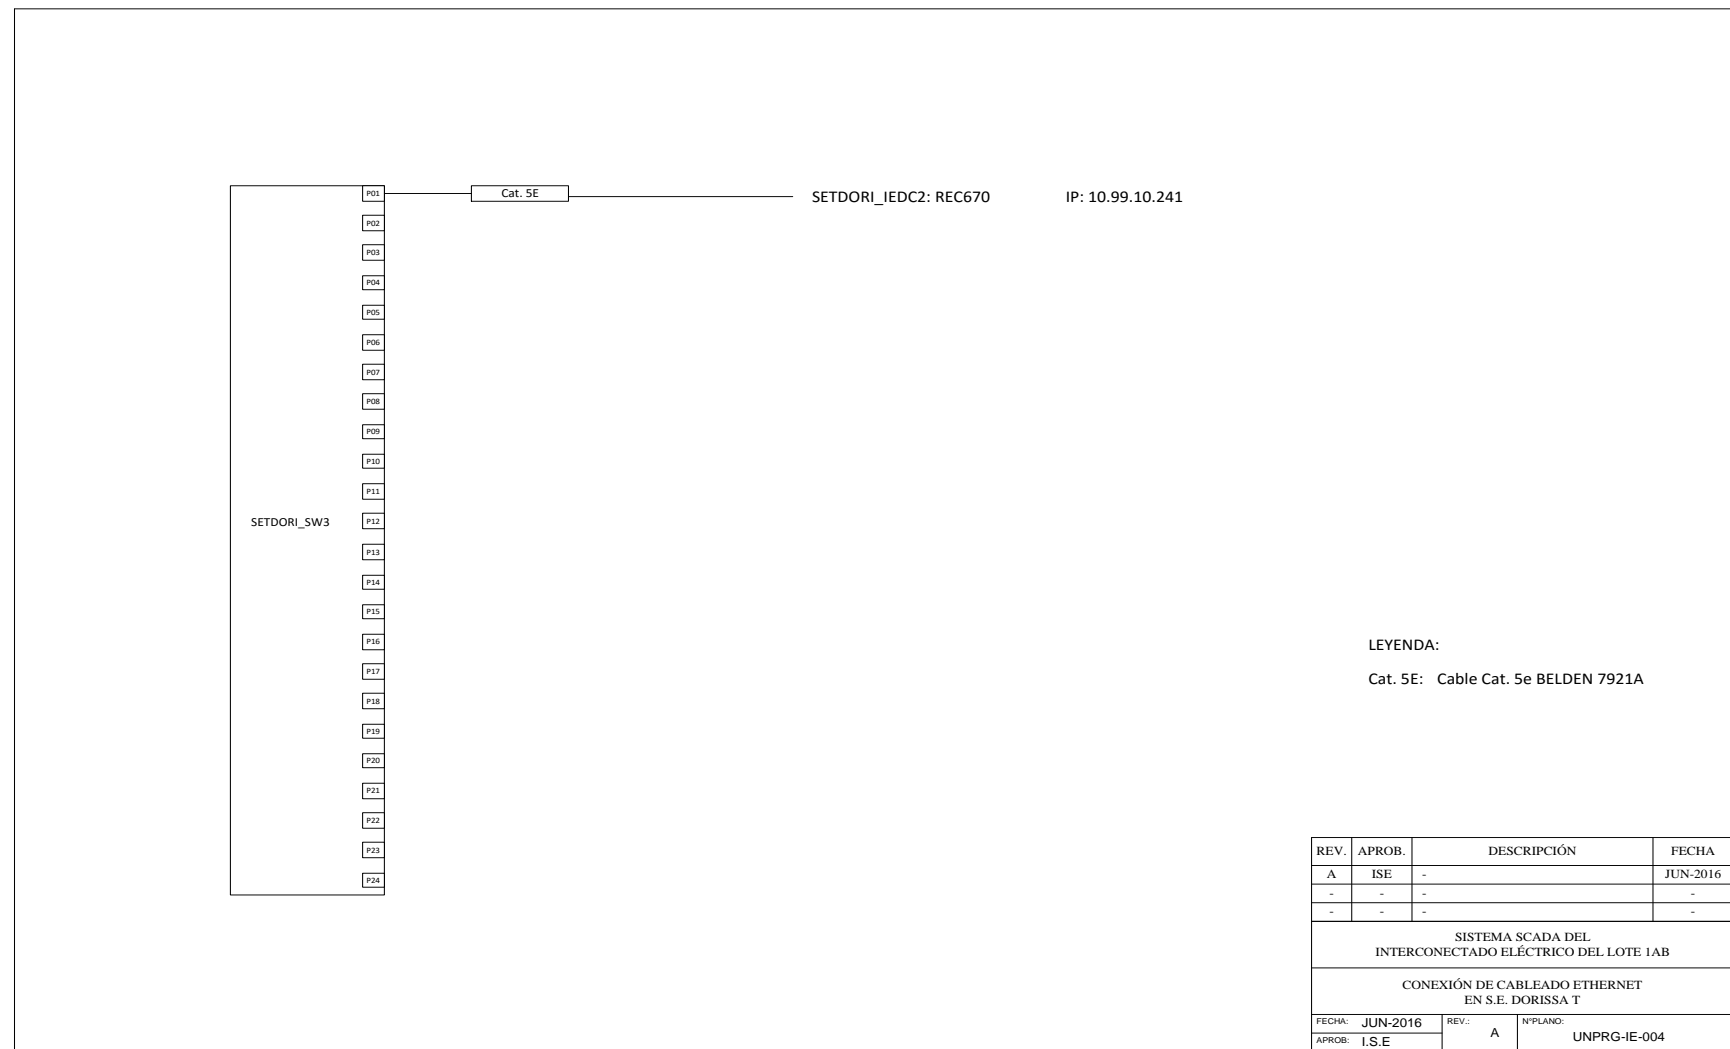 P01 Cat. 5E SETDORI_IEDC2: REC670 IP: 10.99.10.241
P02
P03
P04
P05
P06
P07
P08
P09
P10
P11
SETDORI_SW3 P12
P13
P14
P15
P16
P17
P18
P19
P20
P21
P22
P23
P24
LEYENDA:
Cat. 5E: Cable Cat. 5e BELDEN 7921A
REV. APROB. DESCRIPCIÓN FECHA
A ISE - JUN-2016
- - - -
- - - -
SISTEMA SCADA DEL
INTERCONECTADO ELÉCTRICO DEL LOTE 1AB
CONEXIÓN DE CABLEADO ETHERNET
EN S.E. DORISSA T
FECHA: JUN-2016 REV.: A N°PLANO: UNPRG-IE-004
APROB: I.S.E